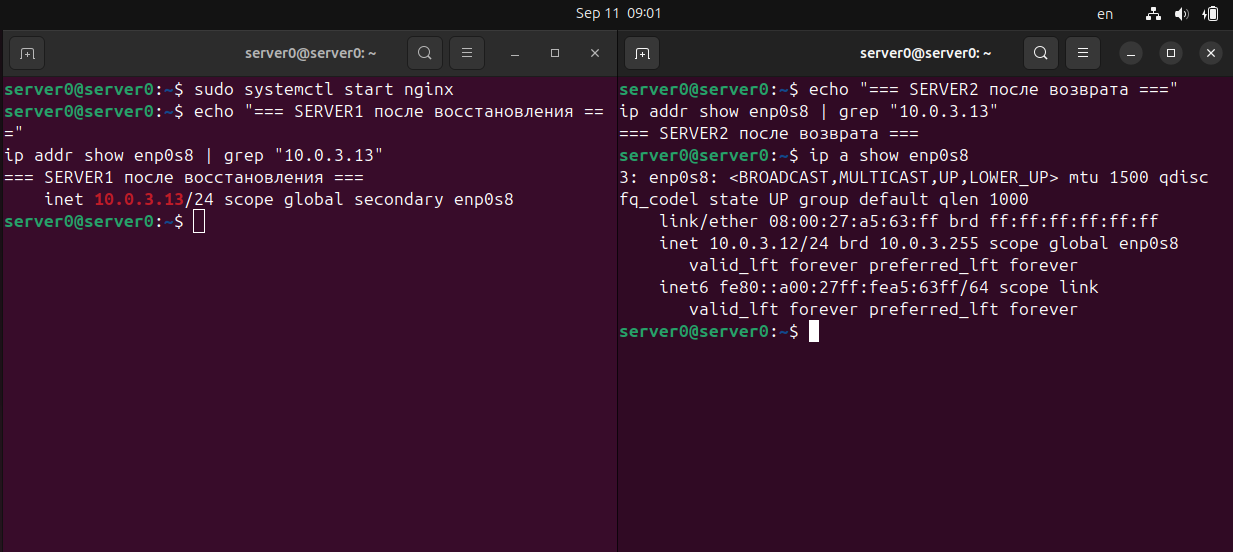 Sep 11 09:01
en
server0@server0: ~
server0@server0:~$ sudo systemctl start nginx
server0@server0:~$ echo "=== SERVER1 после восстановления ==
="
ip addr show enp0s8 | grep "10.0.3.13"
=== SERVER1 после восстановления ===
inet 10.0.3.13/24 scope global secondary enp0s8
server0@server0:~$
server0@server0: ~
server0@server0:~$ echo "=== SERVER2 после возврата ==="
ip addr show enp0s8 | grep "10.0.3.13"
=== SERVER2 после возврата ===
server0@server0:~$ ip a show enp0s8
3: enp0s8: <BROADCAST,MULTICAST,UP,LOWER_UP> mtu 1500 qdisc
fq_codel state UP group default qlen 1000
link/ether 08:00:27:a5:63:ff brd ff:ff:ff:ff:ff:ff
inet 10.0.3.12/24 brd 10.0.3.255 scope global enp0s8
valid_lft forever preferred_lft forever
inet6 fe80::a00:27ff:fea5:63ff/64 scope link
valid_lft forever preferred_lft forever
server0@server0:~$